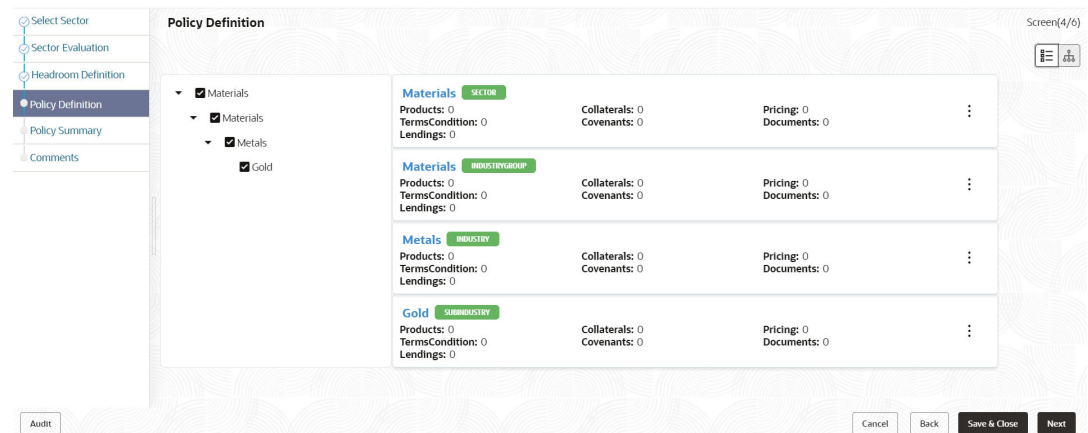 Select Sector
Sector Evaluation
Headroom Definition
Policy Definition
Policy Summary
Comments
Policy Definition
Screen(4/6)
Materials
Materials
Metals
Gold
Materials SECTOR
Products: 0 Collaterals: 0 Pricing: 0
TermsCondition: 0 Covenants: 0 Documents: 0
Lendings: 0
Materials INDUSTRYGROUP
Products: 0 Collaterals: 0 Pricing: 0
TermsCondition: 0 Covenants: 0 Documents: 0
Lendings: 0
Metals INDUSTRY
Products: 0 Collaterals: 0 Pricing: 0
TermsCondition: 0 Covenants: 0 Documents: 0
Lendings: 0
Gold SUBINDUSTRY
Products: 0 Collaterals: 0 Pricing: 0
TermsCondition: 0 Covenants: 0 Documents: 0
Lendings: 0
Audit Cancel Back Save & Close Next